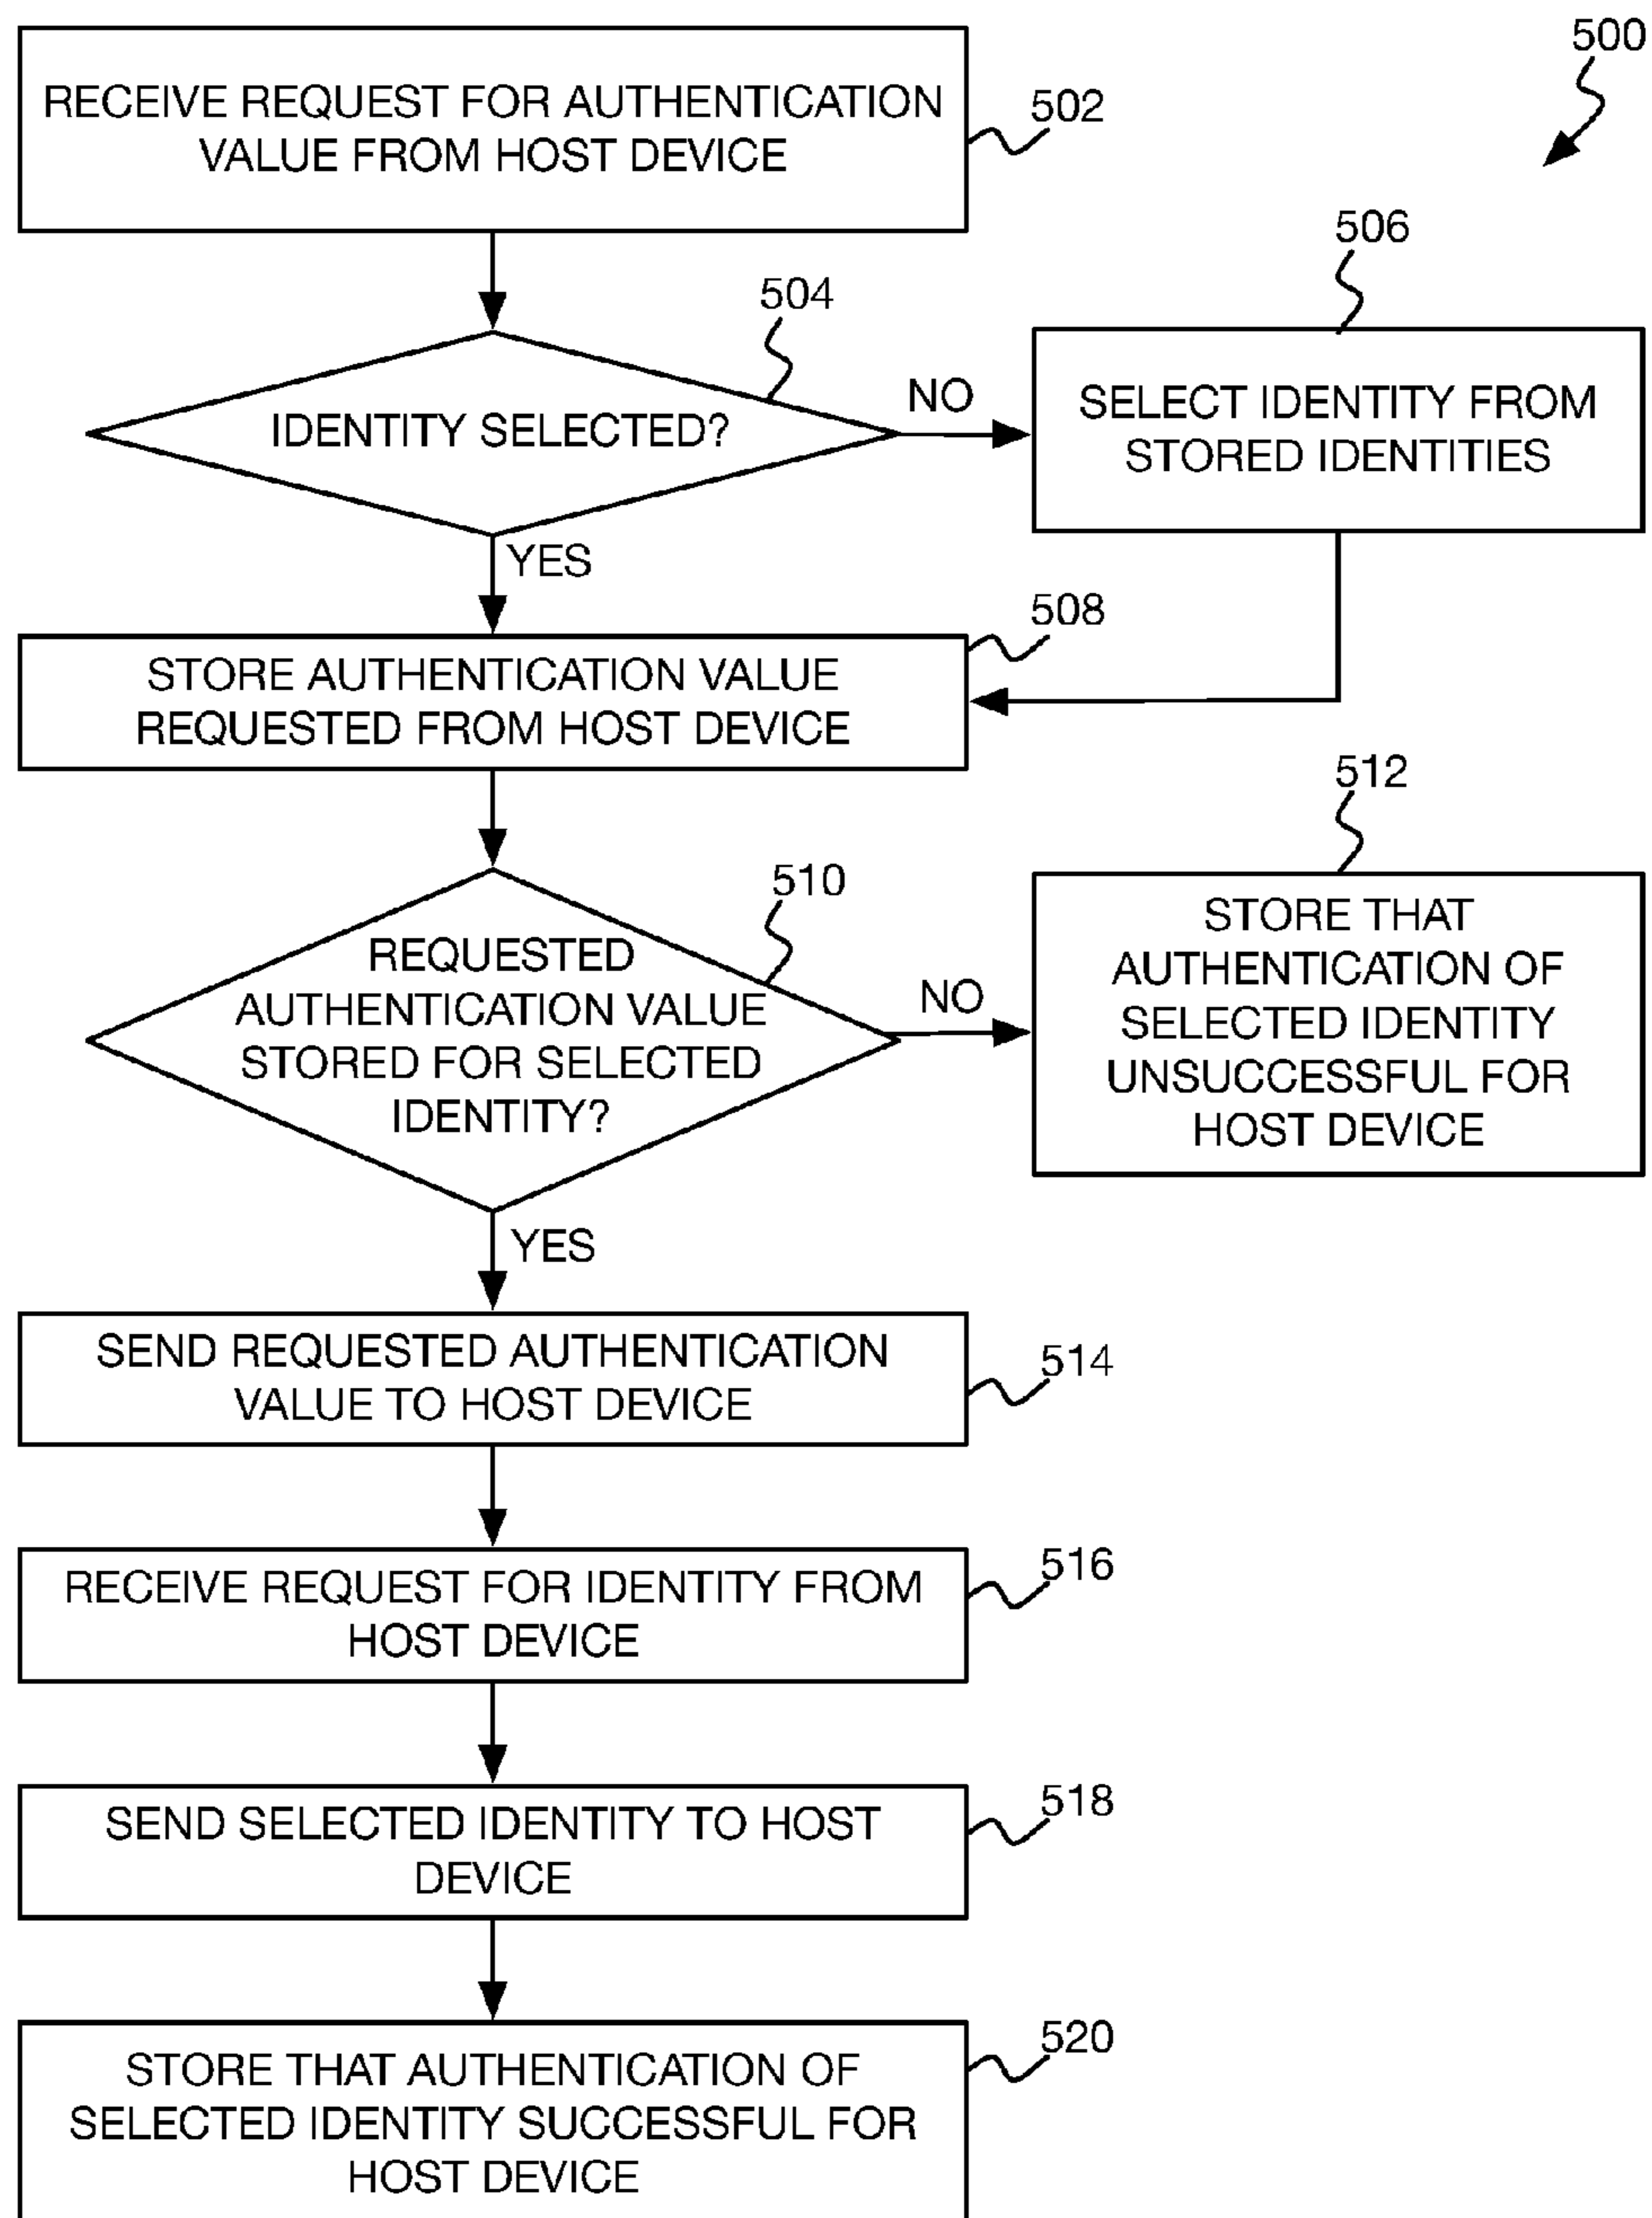 500
RECEIVE REQUEST FOR AUTHENTICATION
VALUE FROM HOST DEVICE
502
504
IDENTITY SELECTED?
NO
506
SELECT IDENTITY FROM
STORED IDENTITIES
YES
508
STORE AUTHENTICATION VALUE
REQUESTED FROM HOST DEVICE
510
REQUESTED
AUTHENTICATION VALUE
STORED FOR SELECTED
IDENTITY?
NO
512
STORE THAT
AUTHENTICATION OF
SELECTED IDENTITY
UNSUCCESSFUL FOR
HOST DEVICE
YES
SEND REQUESTED AUTHENTICATION
VALUE TO HOST DEVICE
514
RECEIVE REQUEST FOR IDENTITY FROM
HOST DEVICE
516
SEND SELECTED IDENTITY TO HOST
DEVICE
518
STORE THAT AUTHENTICATION OF
SELECTED IDENTITY SUCCESSFUL FOR
HOST DEVICE
520